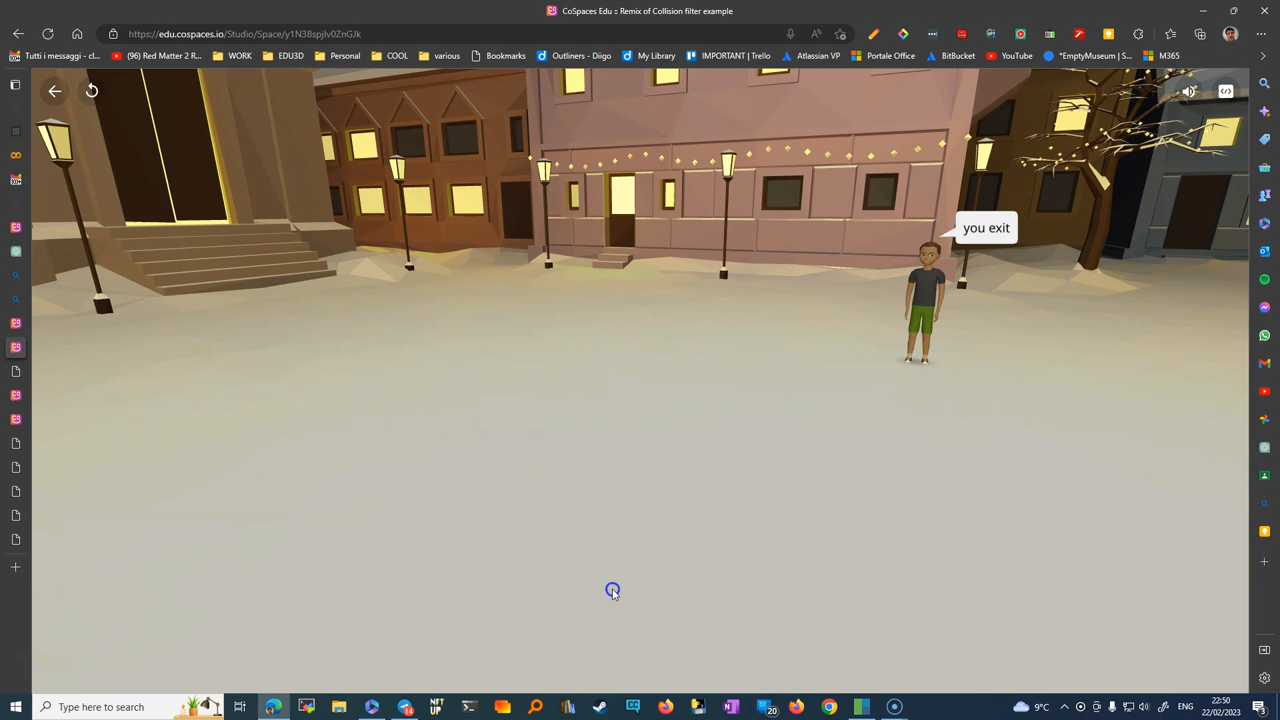 CoSpaces Edu :: Remix of Collision filter example
https://edu.cospaces.io/Studio/Space/y1N3BspjIv0ZnGJk
Tutti i messaggi - cl... (96) Red Matter 2 R... WORK EDU3D Personal COOL various Bookmarks Outliners - Diigo My Library IMPORTANT | Trello Atlassian VP Portale Office BitBucket YouTube *EmptyMuseum | S... M365
you exit
Type here to search
14
20
9°C
ENG
22:50
22/02/2023